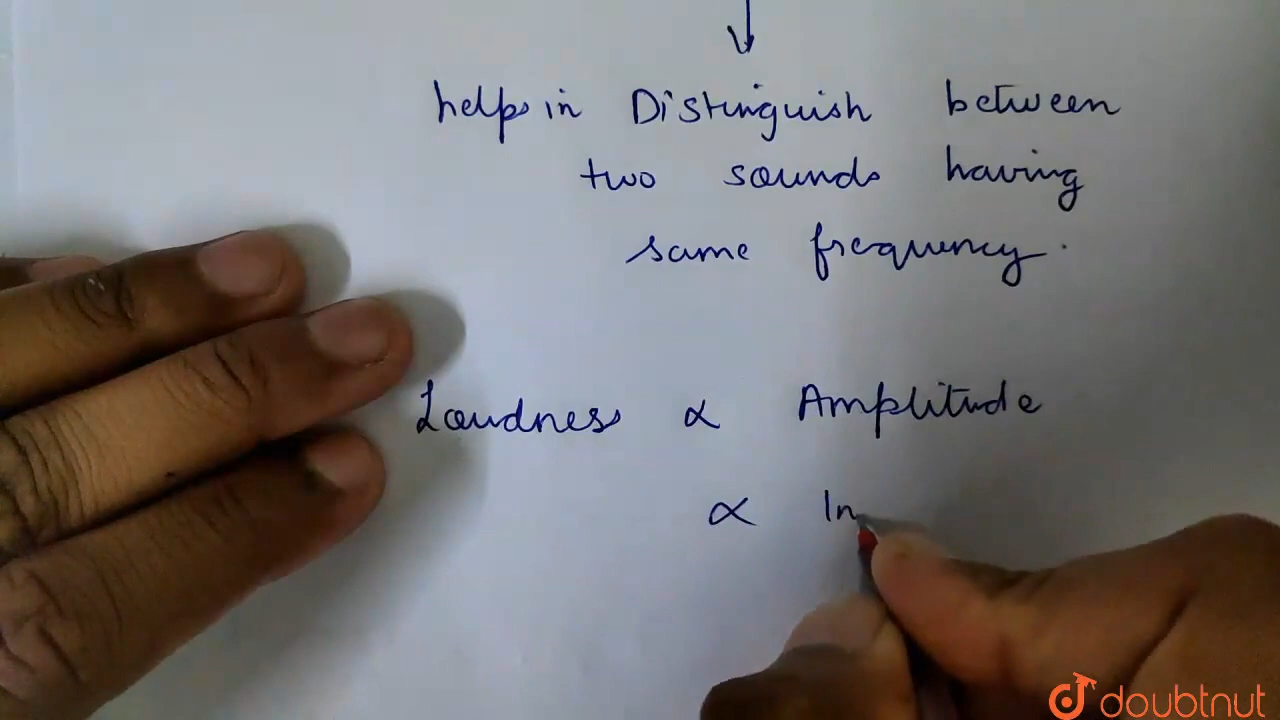 helps in Distinguish between
two sounds having
same frequency.
Loudness ∝ Amplitude
∝ In
doubtnut